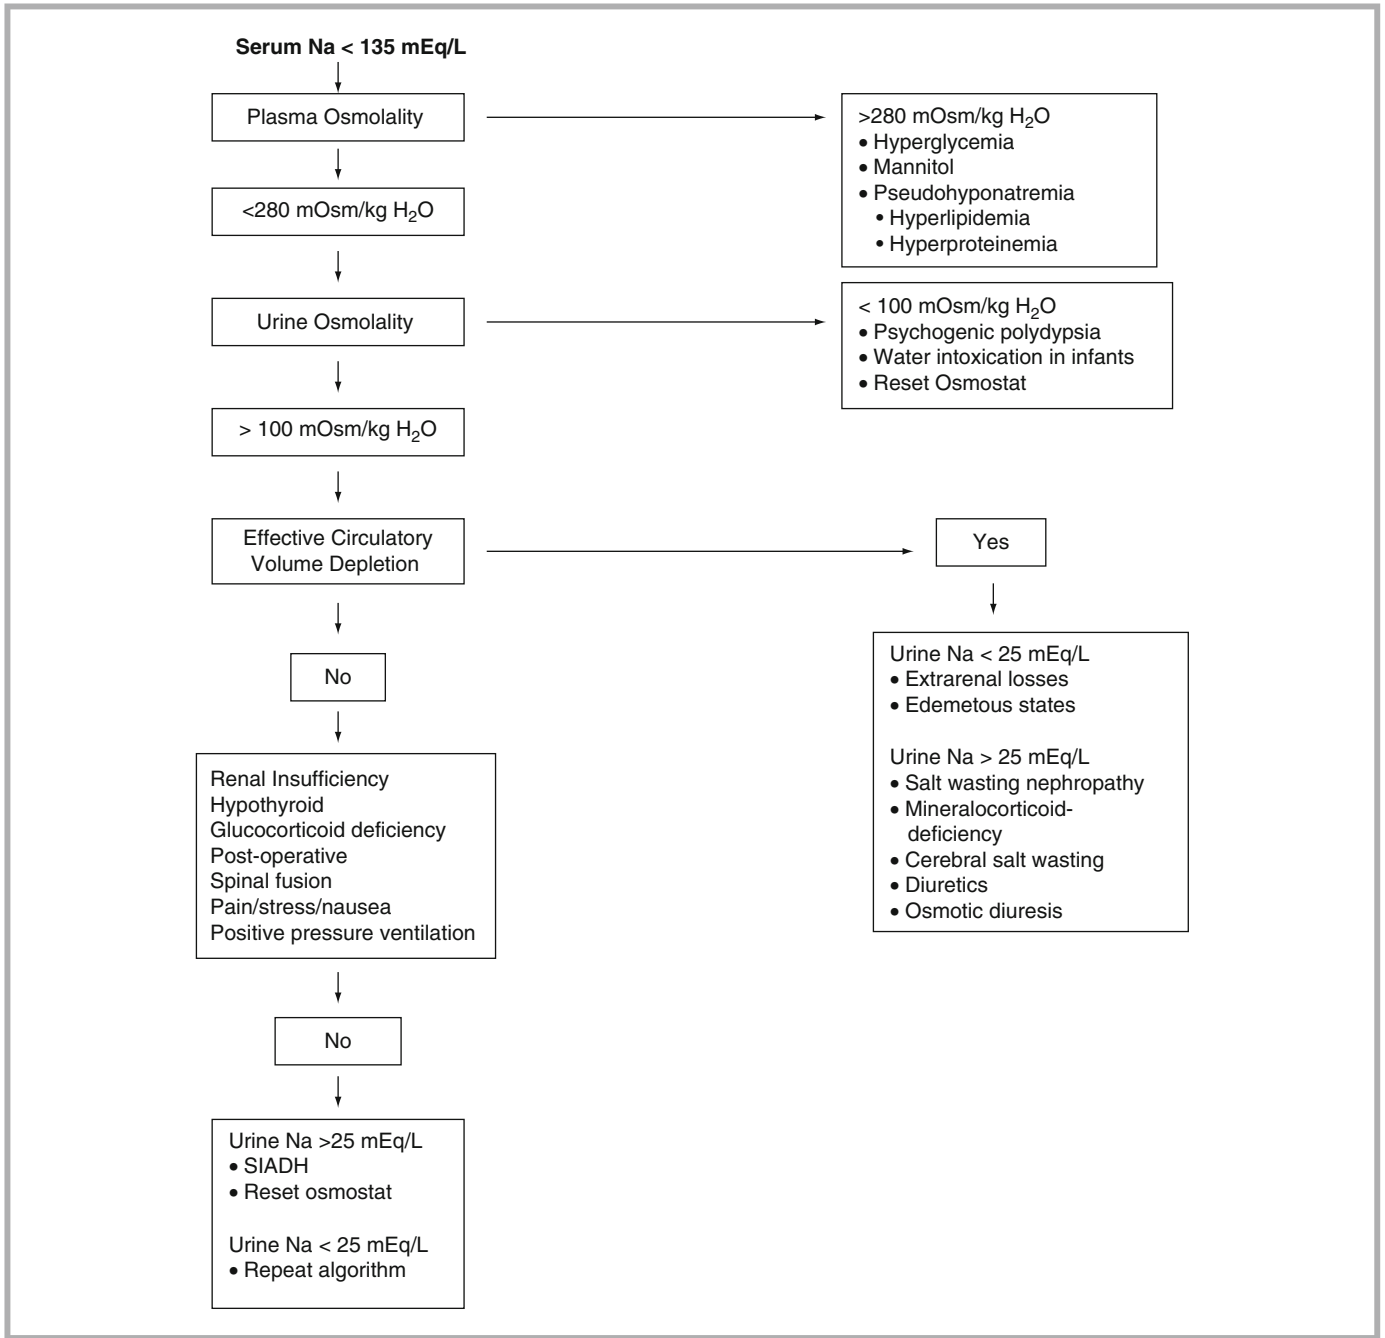 Serum Na < 135 mEq/L
Plasma Osmolality
>280 mOsm/kg H₂O
• Hyperglycemia
• Mannitol
• Pseudohyponatremia
• Hyperlipidemia
• Hyperproteinemia
<280 mOsm/kg H₂O
Urine Osmolality
< 100 mOsm/kg H₂O
• Psychogenic polydypsia
• Water intoxication in infants
• Reset Osmostat
> 100 mOsm/kg H₂O
Effective Circulatory
Volume Depletion
Yes
Urine Na < 25 mEq/L
• Extrarenal losses
• Edemetous states
Urine Na > 25 mEq/L
• Salt wasting nephropathy
• Mineralocorticoid-
deficiency
• Cerebral salt wasting
• Diuretics
• Osmotic diuresis
No
Renal Insufficiency
Hypothyroid
Glucocorticoid deficiency
Post-operative
Spinal fusion
Pain/stress/nausea
Positive pressure ventilation
No
Urine Na >25 mEq/L
• SIADH
• Reset osmostat
Urine Na < 25 mEq/L
• Repeat algorithm